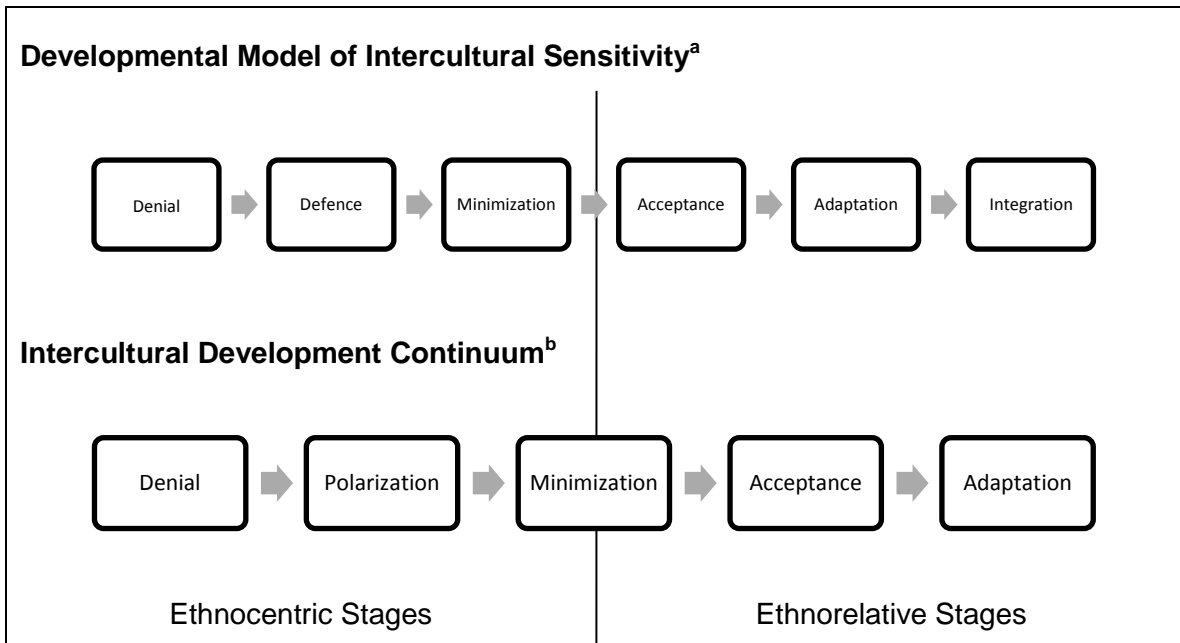 Developmental Model of Intercultural Sensitivityᵃ
Denial
Defence
Minimization
Acceptance
Adaptation
Integration
Intercultural Development Continuumᵇ
Denial
Polarization
Minimization
Acceptance
Adaptation
Ethnocentric Stages
Ethnorelative Stages